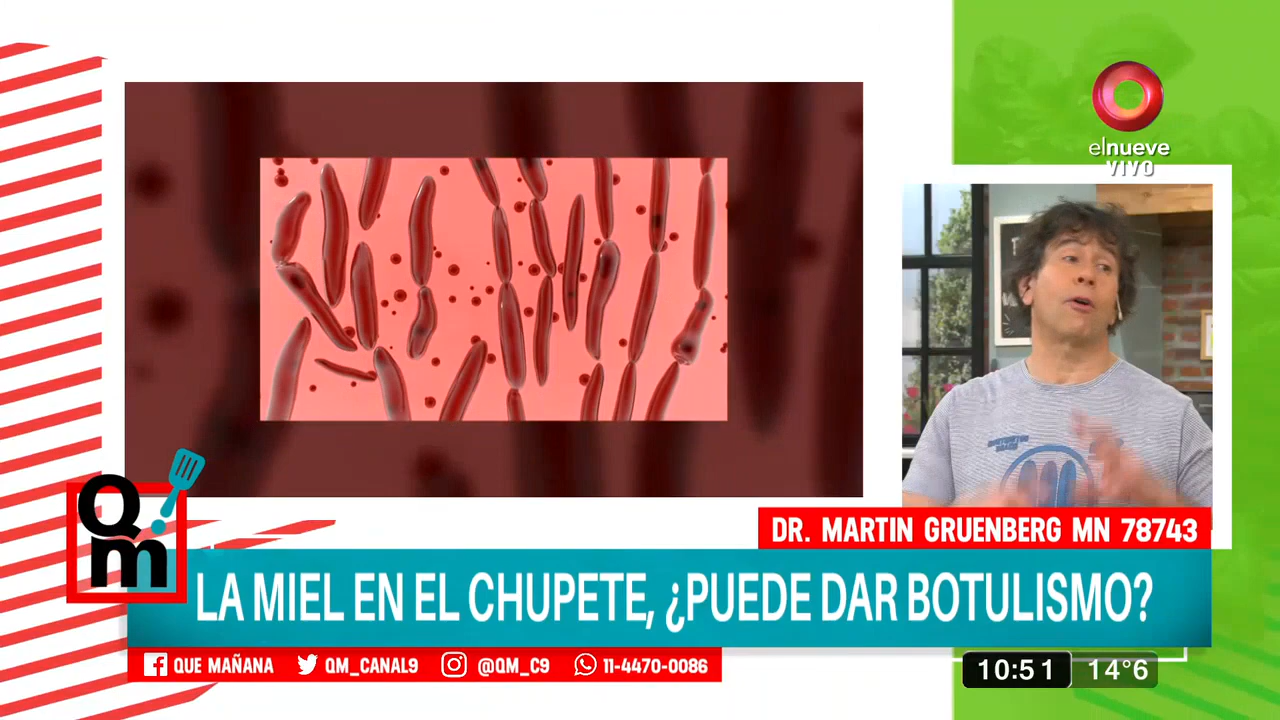 elnueve
VIVO
Qm!
DR. MARTIN GRUENBERG MN 78743
LA MIEL EN EL CHUPETE, ¿PUEDE DAR BOTULISMO?
QUE MAÑANA QM_CANAL9 @QM_C9 11-4470-0086
10:51 14°6